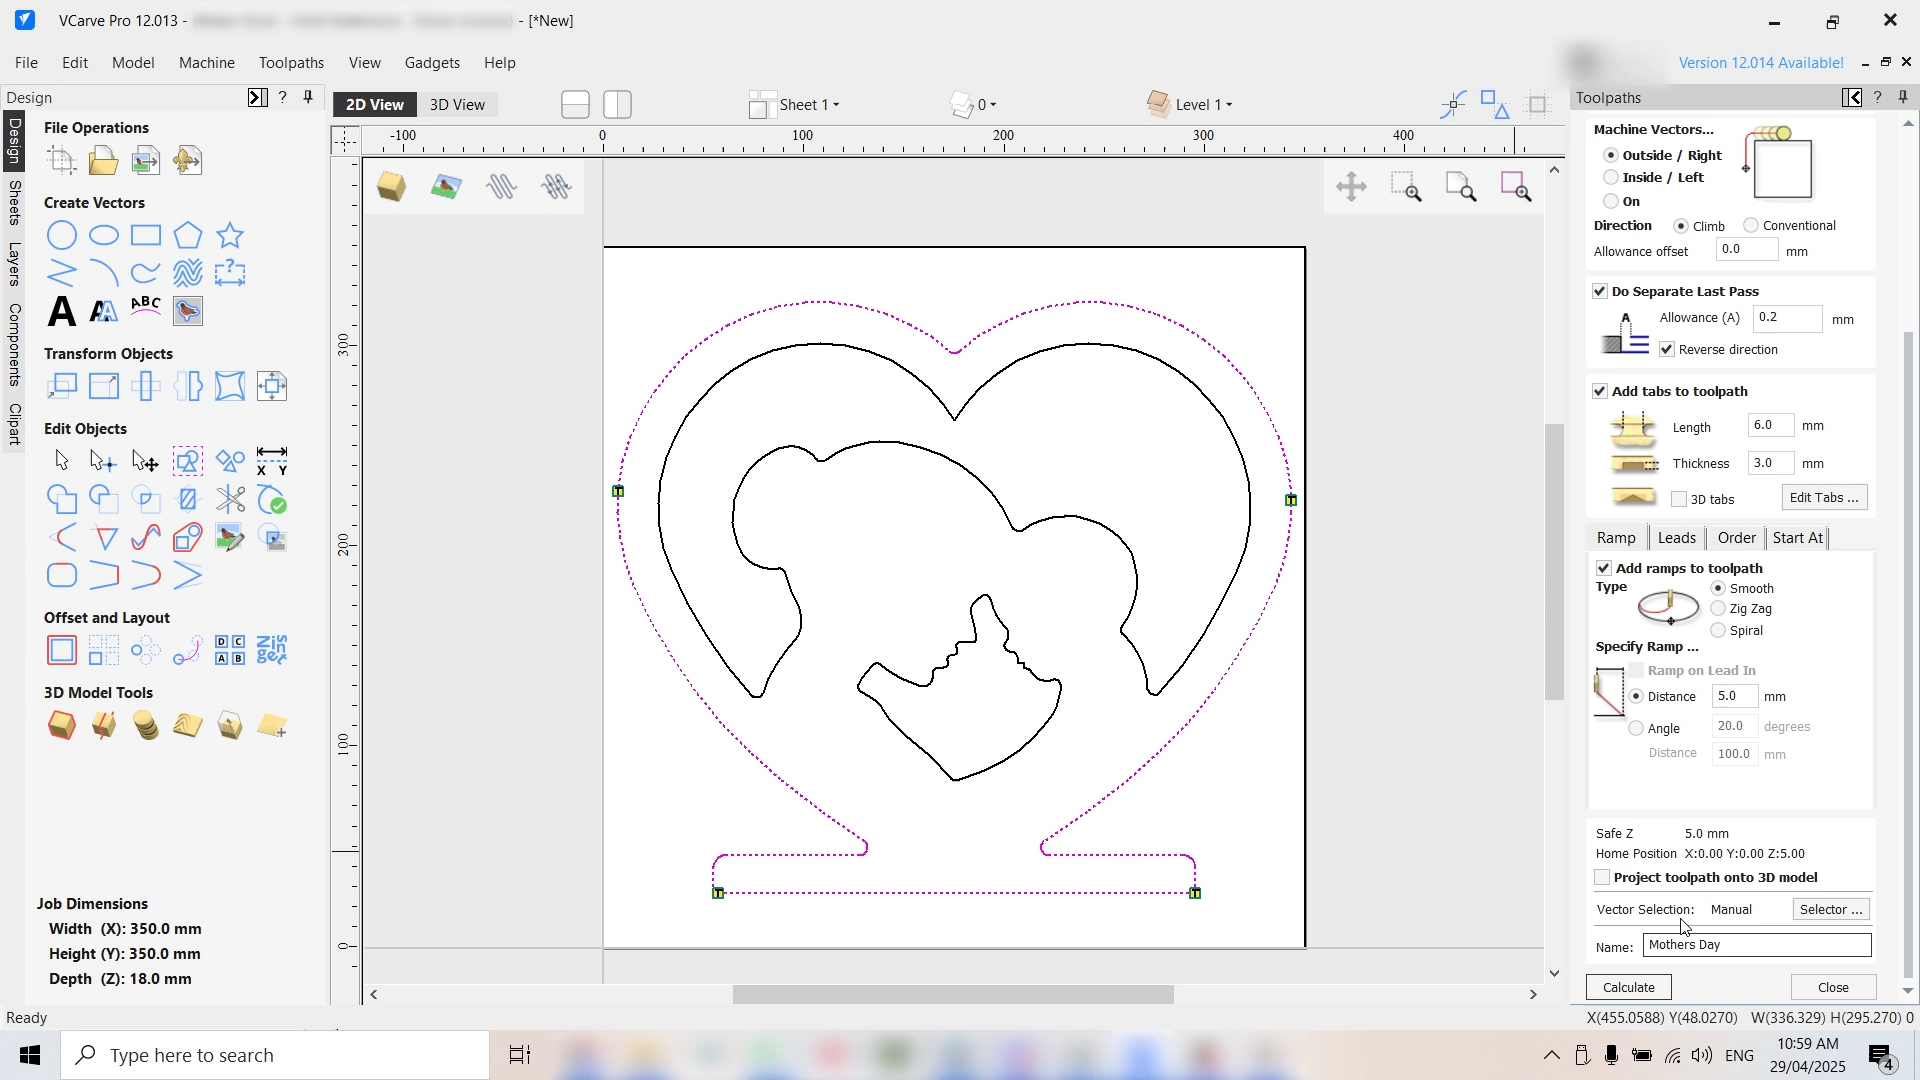 VCarve Pro 12.013 - - [*New]
File Edit Model Machine Toolpaths View Gadgets Help
Version 12.014 Available!
Design
Design
Sheets
Layers
Components
Clipart
File Operations
Create Vectors
ABC
Transform Objects
Edit Objects
X Y
Offset and Layout
3D Model Tools
Job Dimensions
Width (X): 350.0 mm
Height (Y): 350.0 mm
Depth (Z): 18.0 mm
Ready
2D View 3D View
Sheet 1
0
Level 1
-100 0 100 200 300 400
300
200
100
0
T
T
T
T
Toolpaths
Machine Vectors...
Outside / Right
Inside / Left
On
Direction Climb Conventional
Allowance offset 0.0 mm
Do Separate Last Pass
A Allowance (A) 0.2 mm
Reverse direction
Add tabs to toolpath
Length 6.0 mm
Thickness 3.0 mm
3D tabs Edit Tabs ...
Ramp Leads Order Start At
Add ramps to toolpath
Type Smooth
Zig Zag
Spiral
Specify Ramp ...
Ramp on Lead In
Distance 5.0 mm
Angle 20.0 degrees
Distance 100.0 mm
Safe Z 5.0 mm
Home Position X:0.00 Y:0.00 Z:5.00
Project toolpath onto 3D model
Vector Selection: Manual Selector ...
Name: Mothers Day
Calculate Close
X(455.0588) Y(48.0270) W(336.329) H(295.270) 0
Type here to search
ENG
10:59 AM
29/04/2025
4